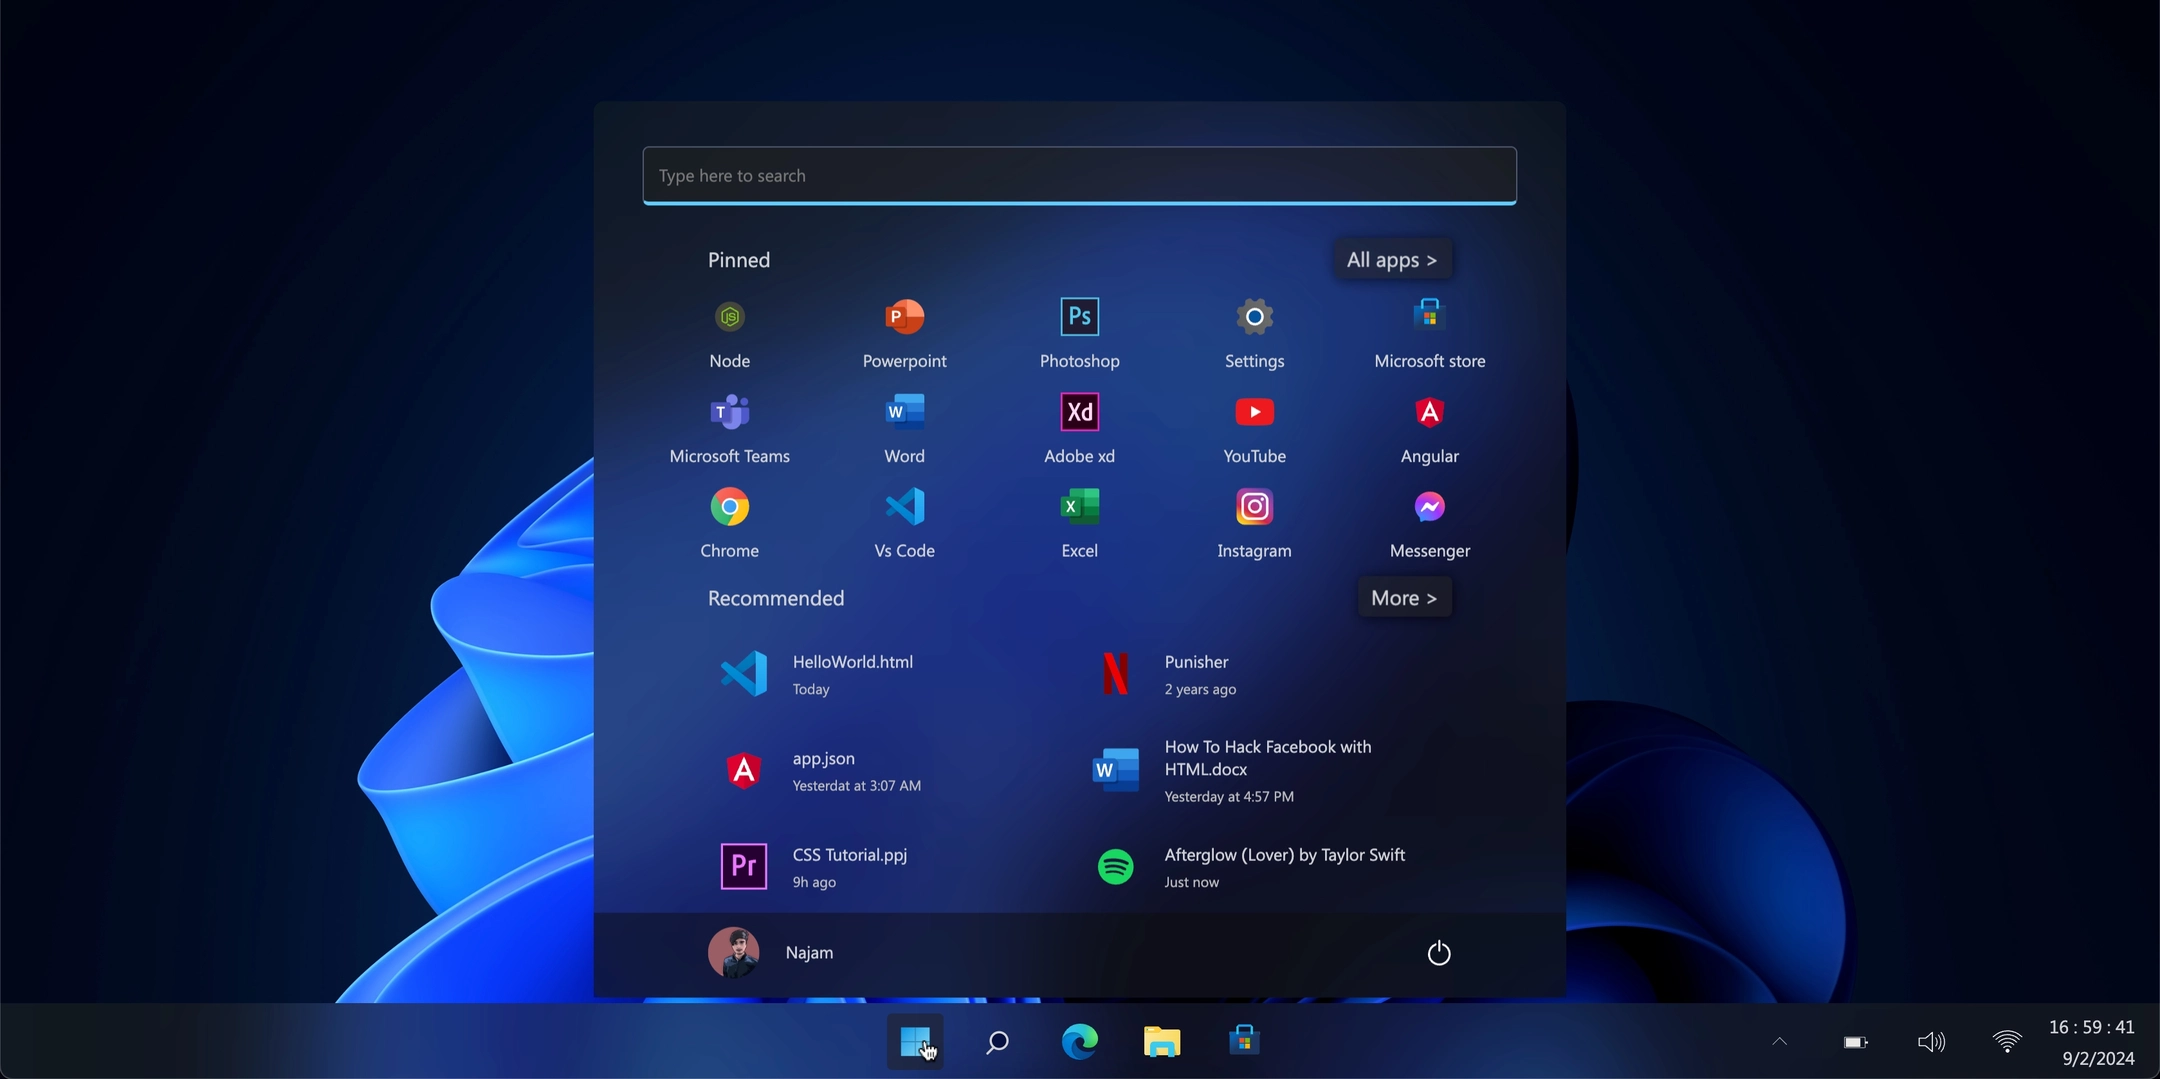 Type here to search
Pinned
All apps >
Node
Powerpoint
Photoshop
Settings
Microsoft store
Microsoft Teams
Word
Adobe xd
YouTube
Angular
Chrome
Vs Code
Excel
Instagram
Messenger
Recommended
More >
HelloWorld.html
Today
Punisher
2 years ago
app.json
Yesterdat at 3:07 AM
How To Hack Facebook with
HTML.docx
Yesterday at 4:57 PM
CSS Tutorial.ppj
9h ago
Afterglow (Lover) by Taylor Swift
Just now
Najam
16 : 59 : 41
9/2/2024